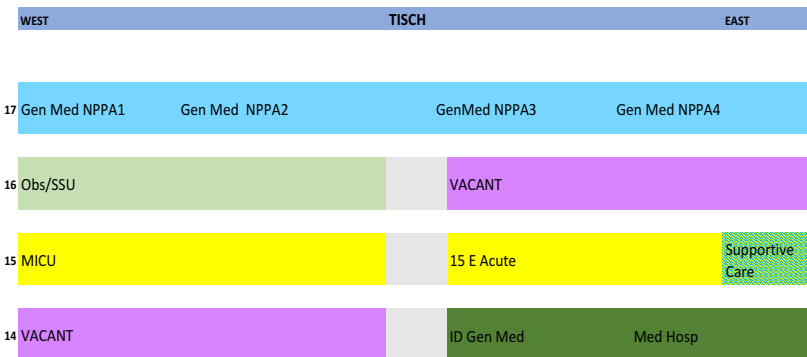 WEST TISCH EAST
17 Gen Med NPPA1 Gen Med NPPA2 GenMed NPPA3 Gen Med NPPA4
16 Obs/SSU VACANT
15 MICU 15 E Acute Supportive
Care
14 VACANT ID Gen Med Med Hosp